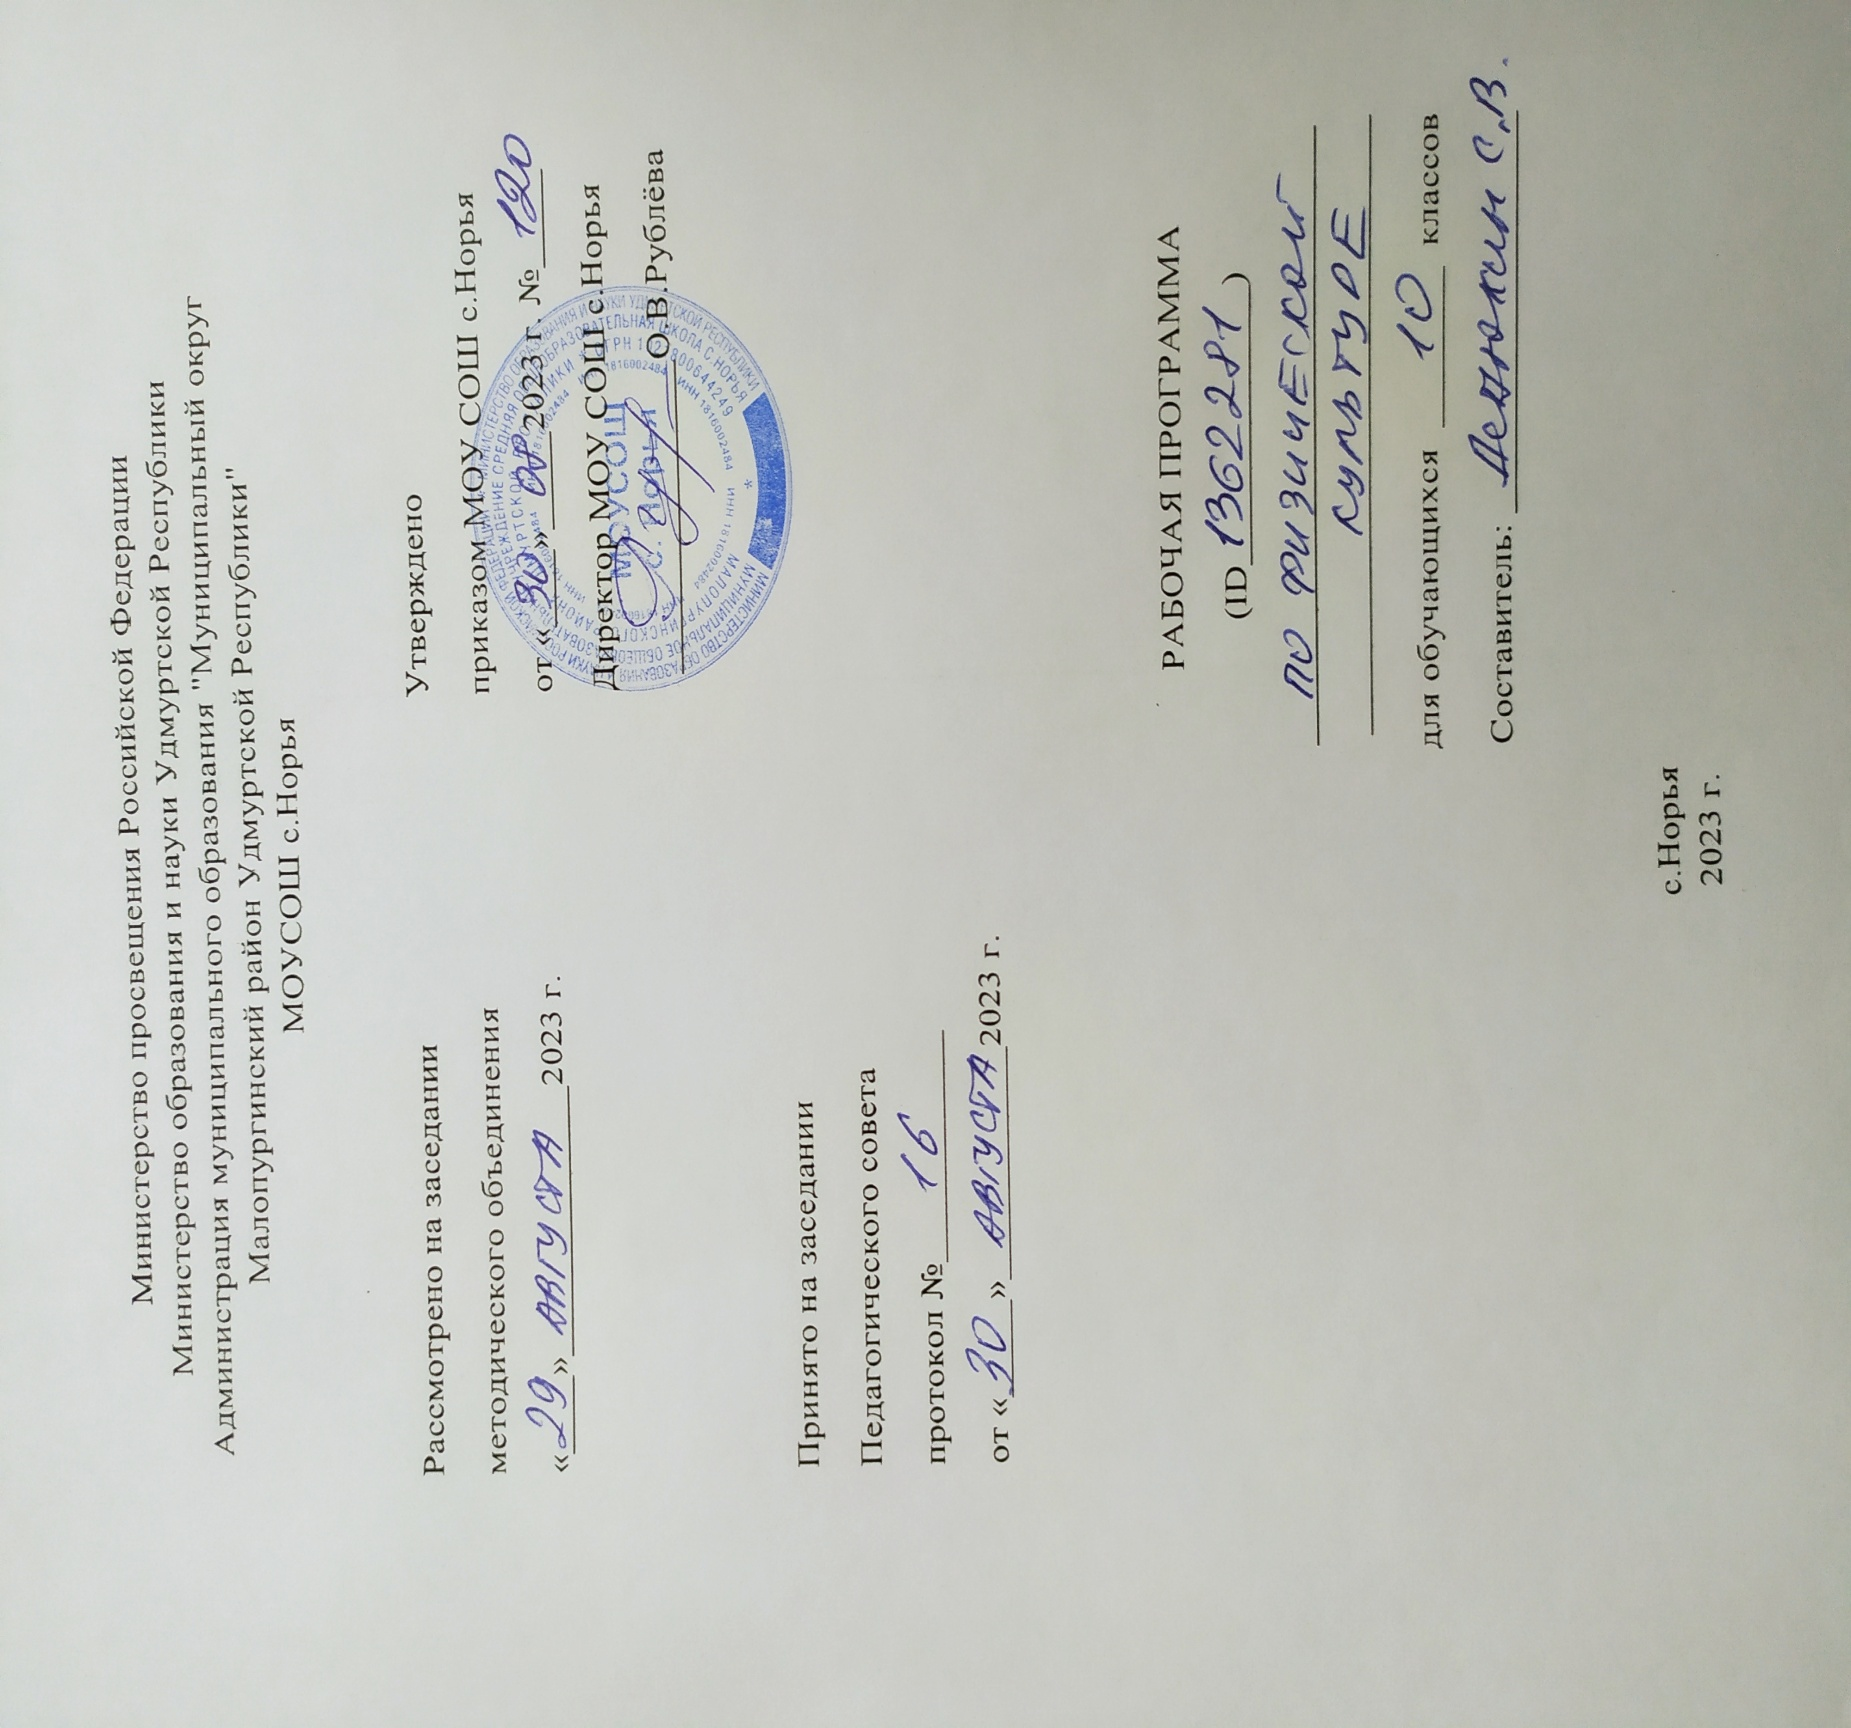 Министерство просвещения Российской Федерации
Министерство образования и науки Удмуртской Республики
Администрация муниципального образования "Муниципальный округ
Малопургинский район Удмуртской Республики"
МОУСОШ с.Норья
Рассмотрено на заседании
методического объединения
«29» августа 2023 г.
Утверждено
приказом МОУ СОШ с.Норья
от «30» 08 2023 г. № 120
Директор МОУ СОШ с.Норья
О.В.Рублёва
МОУСОШ
с. Норья
Принято на заседании
Педагогического совета
протокол № 16
от «30» августа 2023 г.
РАБОЧАЯ ПРОГРАММА
(ID 1362281)
по физической
культуре
для обучающихся 10 классов
Составитель: С.В.
с.Норья
2023 г.